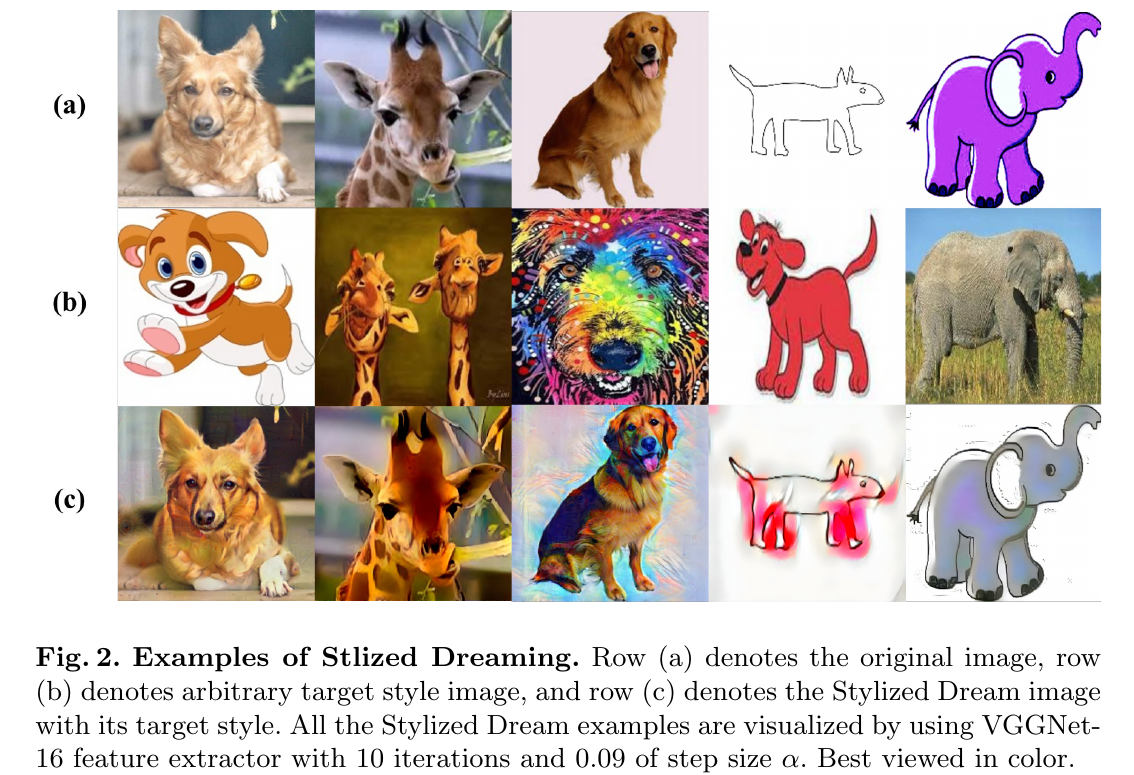 (a)
(b)
(c)
Fig. 2. Examples of Stlized Dreaming. Row (a) denotes the original image, row
(b) denotes arbitrary target style image, and row (c) denotes the Stylized Dream image
with its target style. All the Stylized Dream examples are visualized by using VGGNet-
16 feature extractor with 10 iterations and 0.09 of step size α. Best viewed in color.